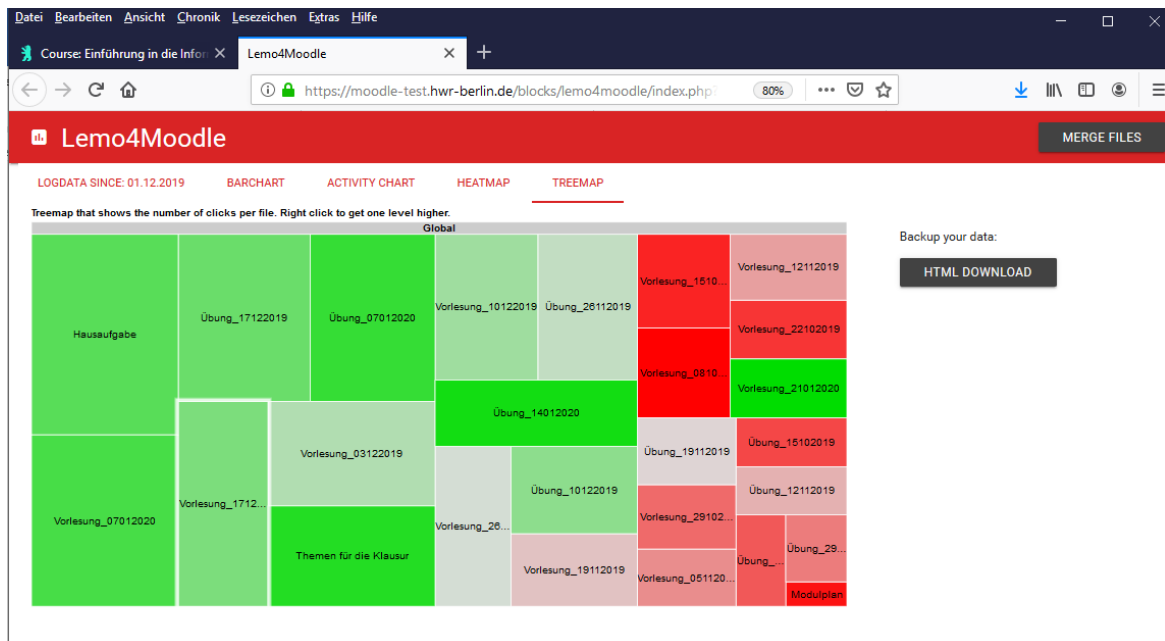 Datei Bearbeiten Ansicht Chronik Lesezeichen Extras Hilfe
Course: Einführung in die Infor
Lemo4Moodle
https://moodle-test.hwr-berlin.de/blocks/lemo4moodle/index.php?
80%
Lemo4Moodle
MERGE FILES
LOGDATA SINCE: 01.12.2019
BARCHART
ACTIVITY CHART
HEATMAP
TREEMAP
Treemap that shows the number of clicks per file. Right click to get one level higher.
Global
Hausaufgabe
Übung_17122019
Übung_07012020
Vorlesung_10122019
Übung_26112019
Vorlesung_1510...
Vorlesung_12112019
Vorlesung_22102019
Vorlesung_0810...
Vorlesung_21012020
Übung_14012020
Vorlesung_07012020
Vorlesung_1712...
Vorlesung_03122019
Themen für die Klausur
Vorlesung_26...
Übung_10122019
Vorlesung_19112019
Übung_19112019
Übung_15102019
Übung_12112019
Vorlesung_29102...
Vorlesung_051120...
Übung_...
Übung_29...
Modulplan
Backup your data:
HTML DOWNLOAD